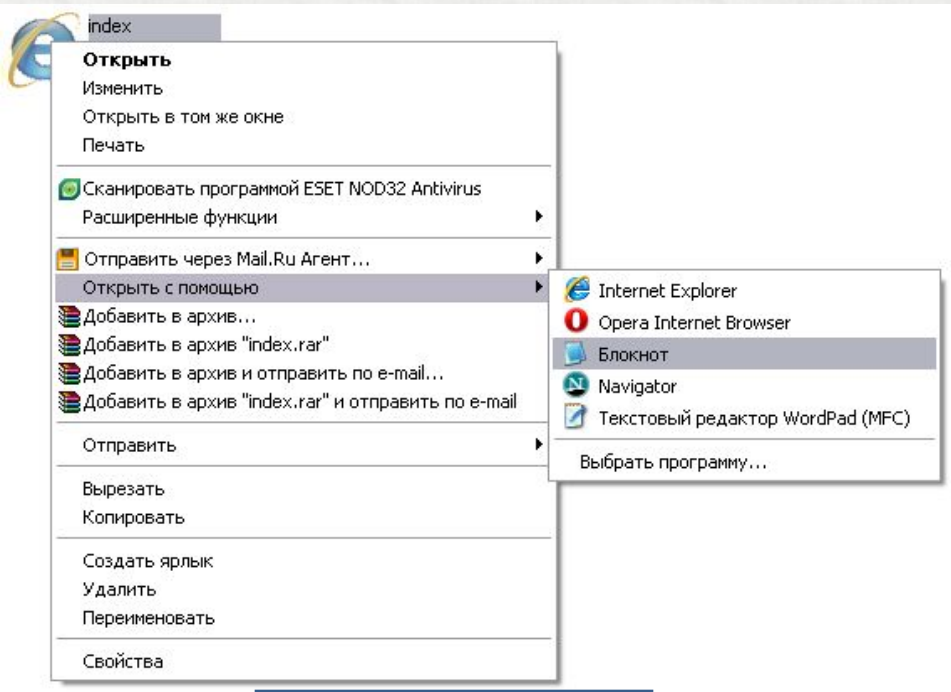 index
Открыть
Изменить
Открыть в том же окне
Печать
Сканировать программой ESET NOD32 Antivirus
Расширенные функции
Отправить через Mail.Ru Агент...
Открыть с помощью
Добавить в архив...
Добавить в архив "index.rar"
Добавить в архив и отправить по e-mail...
Добавить в архив "index.rar" и отправить по e-mail
Отправить
Вырезать
Копировать
Создать ярлык
Удалить
Переименовать
Свойства
Internet Explorer
Opera Internet Browser
Блокнот
Navigator
Текстовый редактор WordPad (MFC)
Выбрать программу...